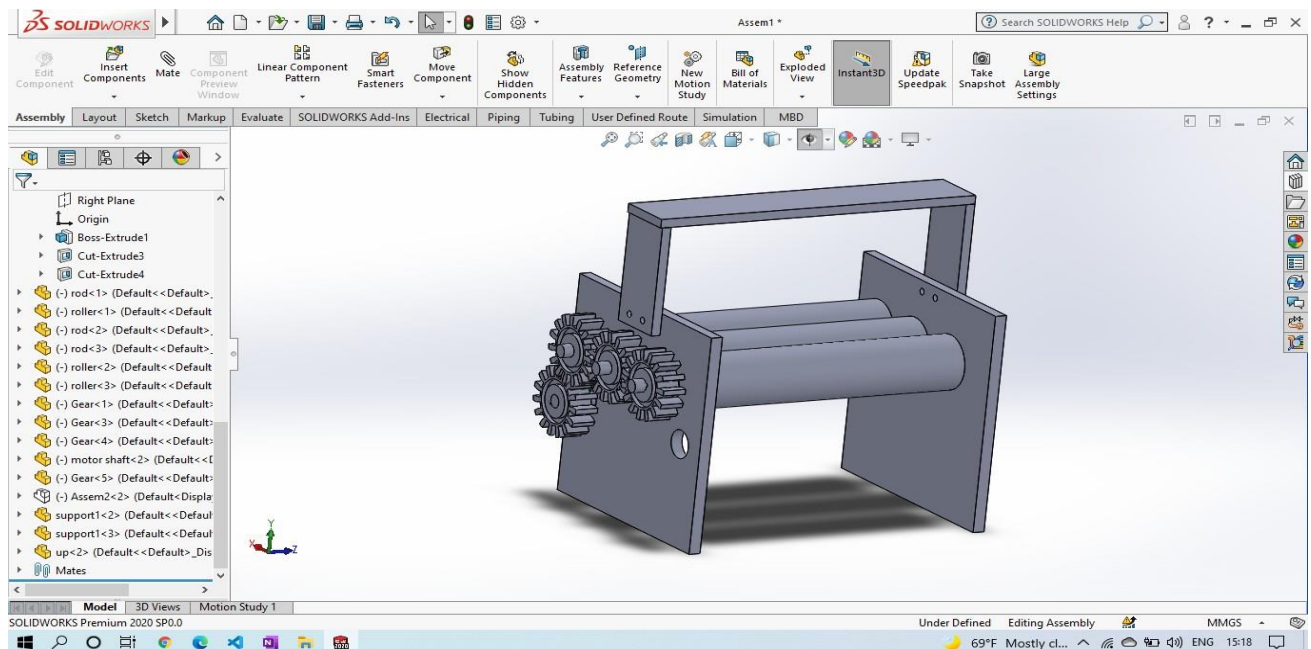 SOLIDWORKS
Assem1 *
Search SOLIDWORKS Help
Edit Component
Insert Components
Mate
Component Preview Window
Linear Component Pattern
Smart Fasteners
Move Component
Show Hidden Components
Assembly Features
Reference Geometry
New Motion Study
Bill of Materials
Exploded View
Instant3D
Update Speedpak
Take Snapshot
Large Assembly Settings
Assembly Layout Sketch Markup Evaluate SOLIDWORKS Add-Ins Electrical Piping Tubing User Defined Route Simulation MBD
Right Plane
Origin
Boss-Extrude1
Cut-Extrude3
Cut-Extrude4
(-) rod<1> (Default<<Default>_
(-) roller<1> (Default<<Default
(-) rod<2> (Default<<Default>_
(-) rod<3> (Default<<Default>_
(-) roller<2> (Default<<Default
(-) roller<3> (Default<<Default
(-) Gear<1> (Default<<Default>
(-) Gear<3> (Default<<Default>
(-) Gear<4> (Default<<Default>
(-) motor shaft<2> (Default<<D
(-) Gear<5> (Default<<Default>
(-) Assem2<2> (Default<Displa
support1<2> (Default<<Defaul
support1<3> (Default<<Defaul
up<2> (Default<<Default>_Dis
Mates
Y
X
Z
Model 3D Views Motion Study 1
SOLIDWORKS Premium 2020 SP0.0
Under Defined Editing Assembly MMGS
69°F Mostly cl... ENG 15:18